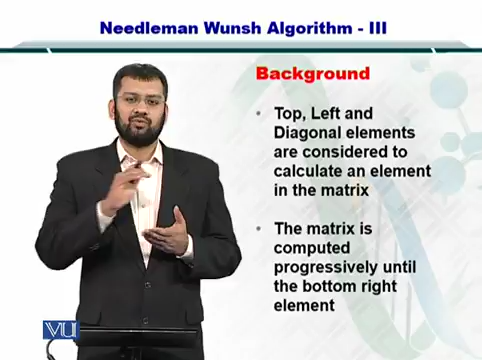 Needleman Wunsh Algorithm - III
Background
• Top, Left and
Diagonal elements
are considered to
calculate an element
in the matrix
• The matrix is
computed
progressively until
the bottom right
element
VU